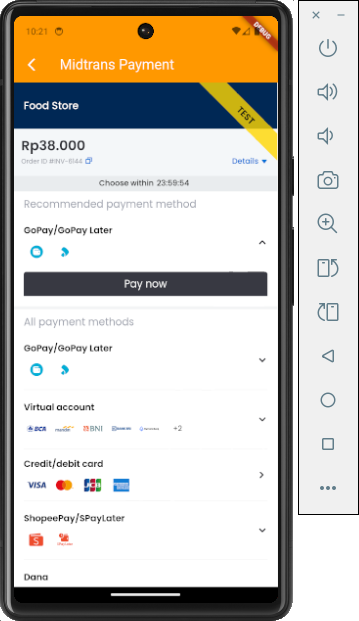 10:21
DEBUG
Midtrans Payment
Food Store
TEST
Rp38.000
Order ID #INV-6144
Details
Choose within 23:59:54
Recommended payment method
GoPay/GoPay Later
Pay now
All payment methods
GoPay/GoPay Later
Virtual account
BCA mandiri BNI +2
Credit/debit card
VISA JCB
ShopeePay/SPayLater
Dana